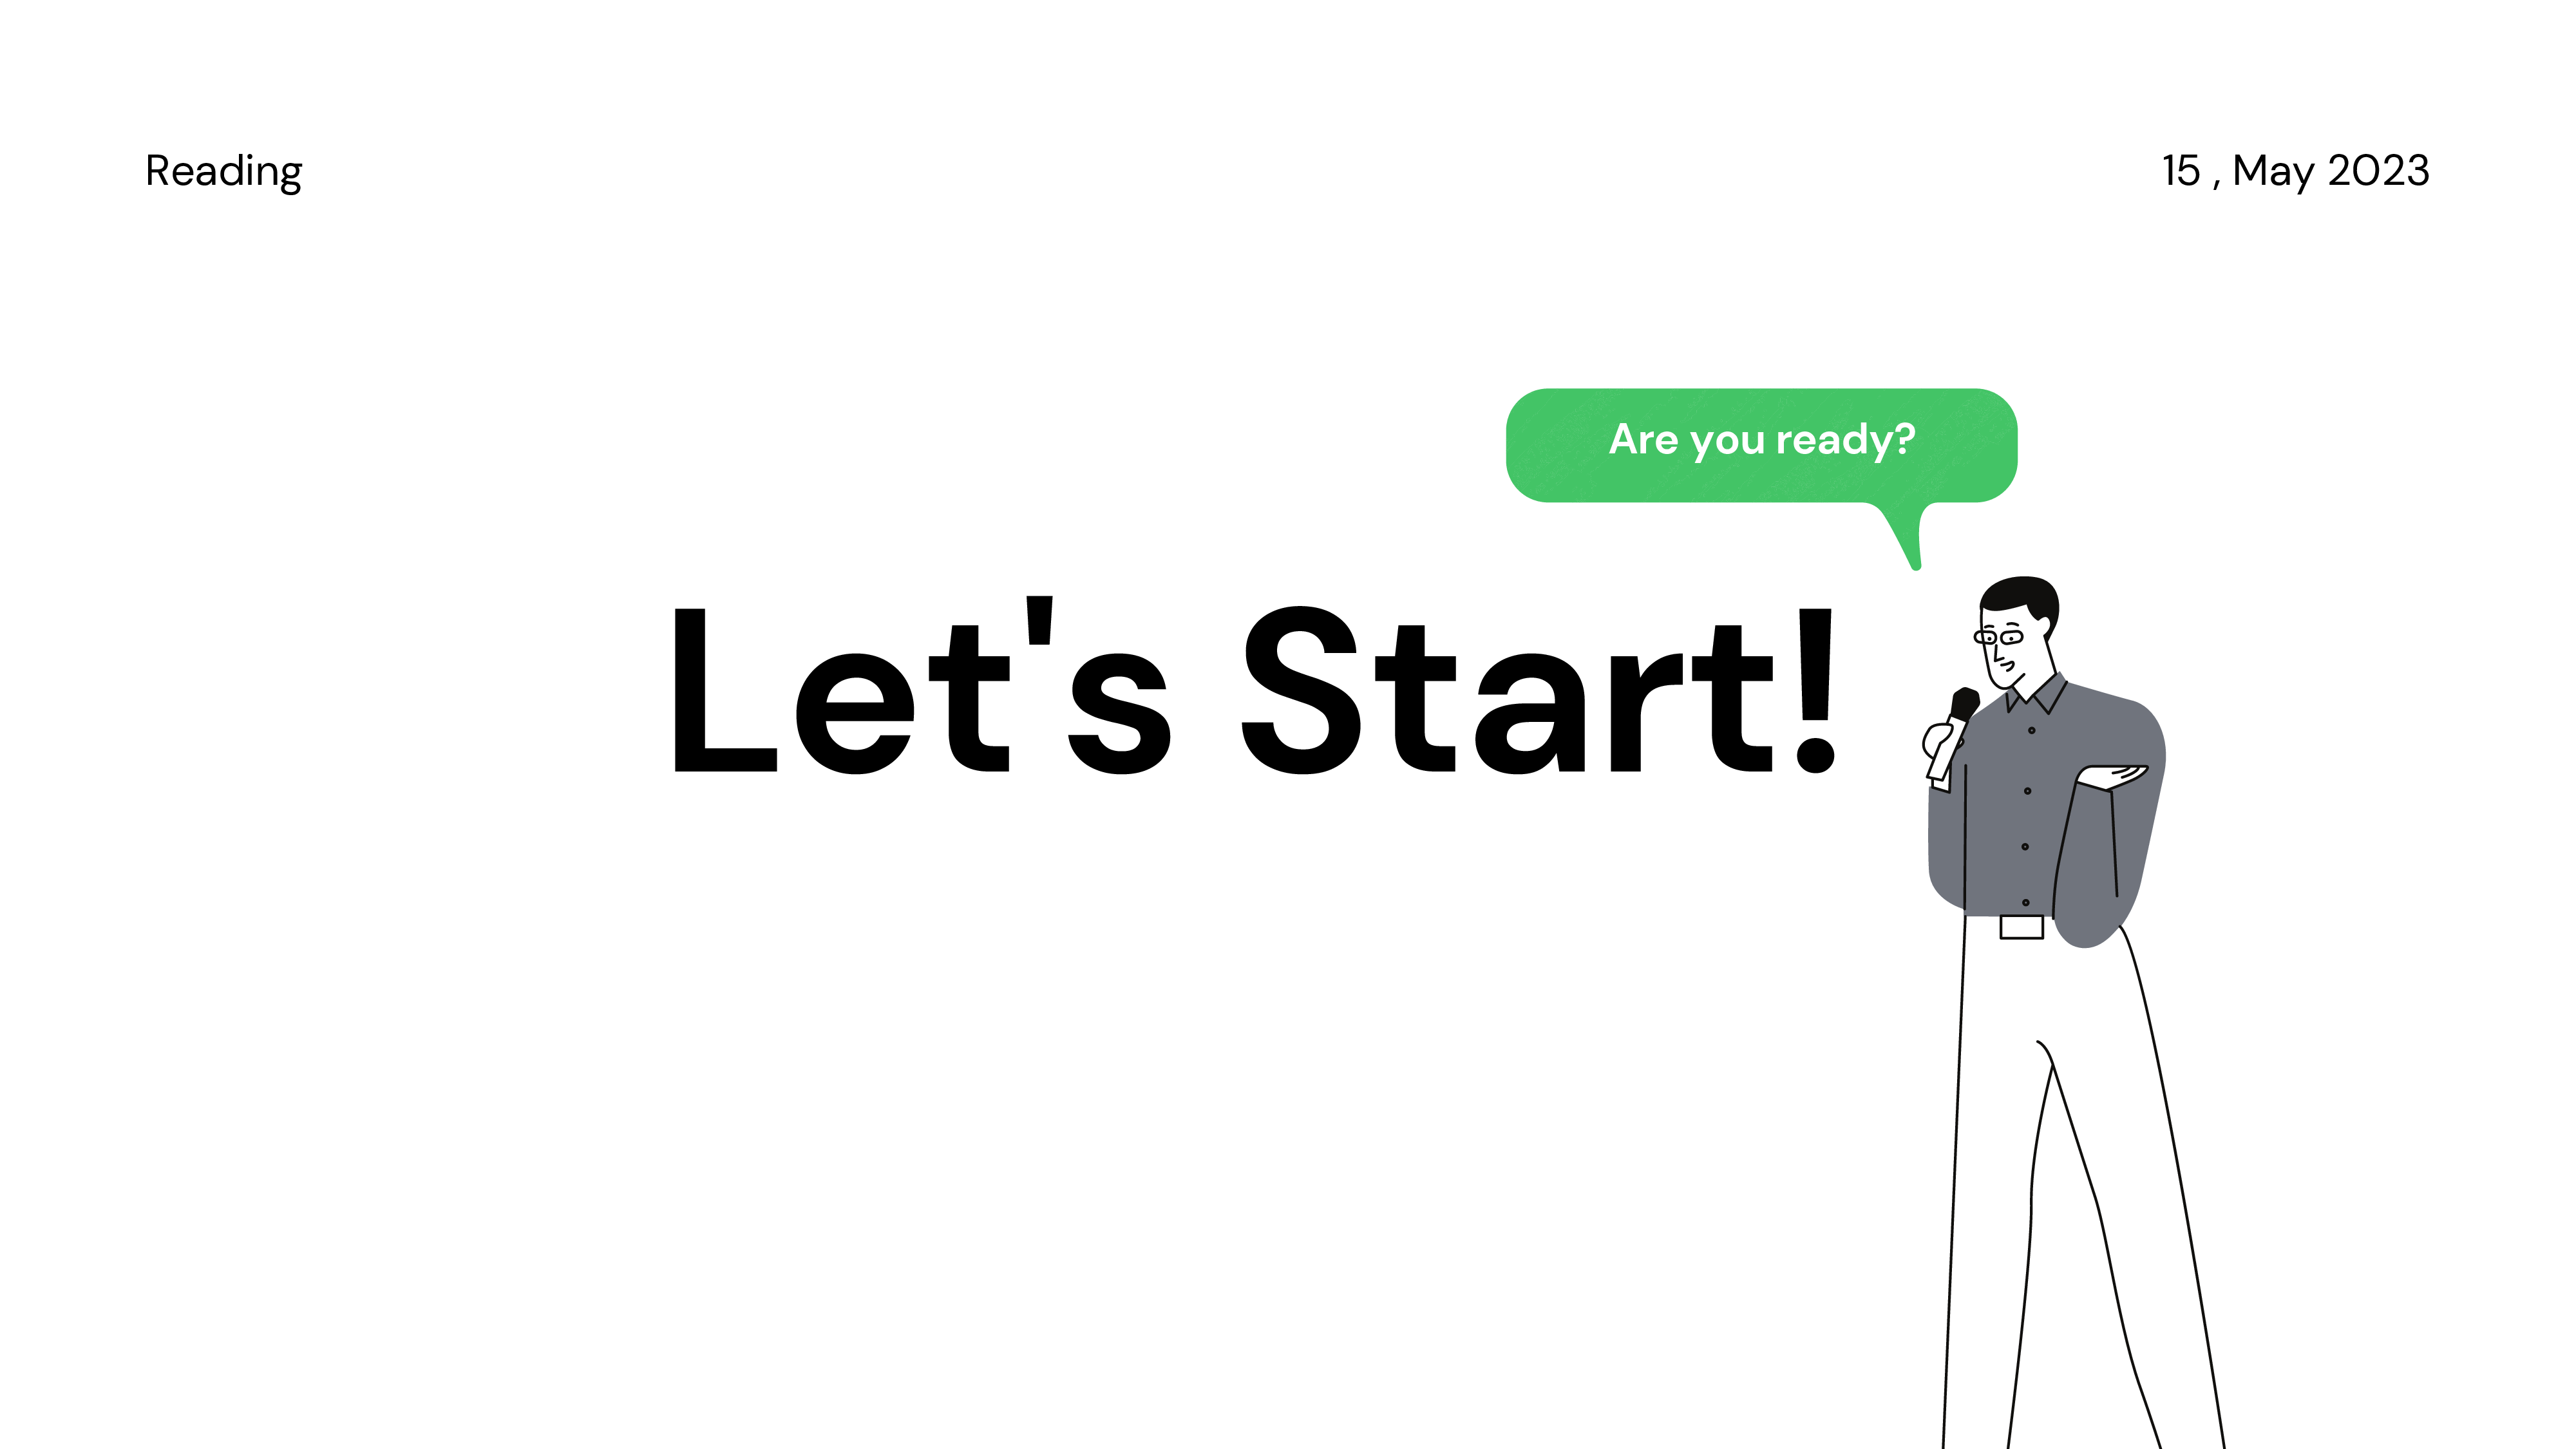 Reading
15 , May 2023
Are you ready?
Let's Start!